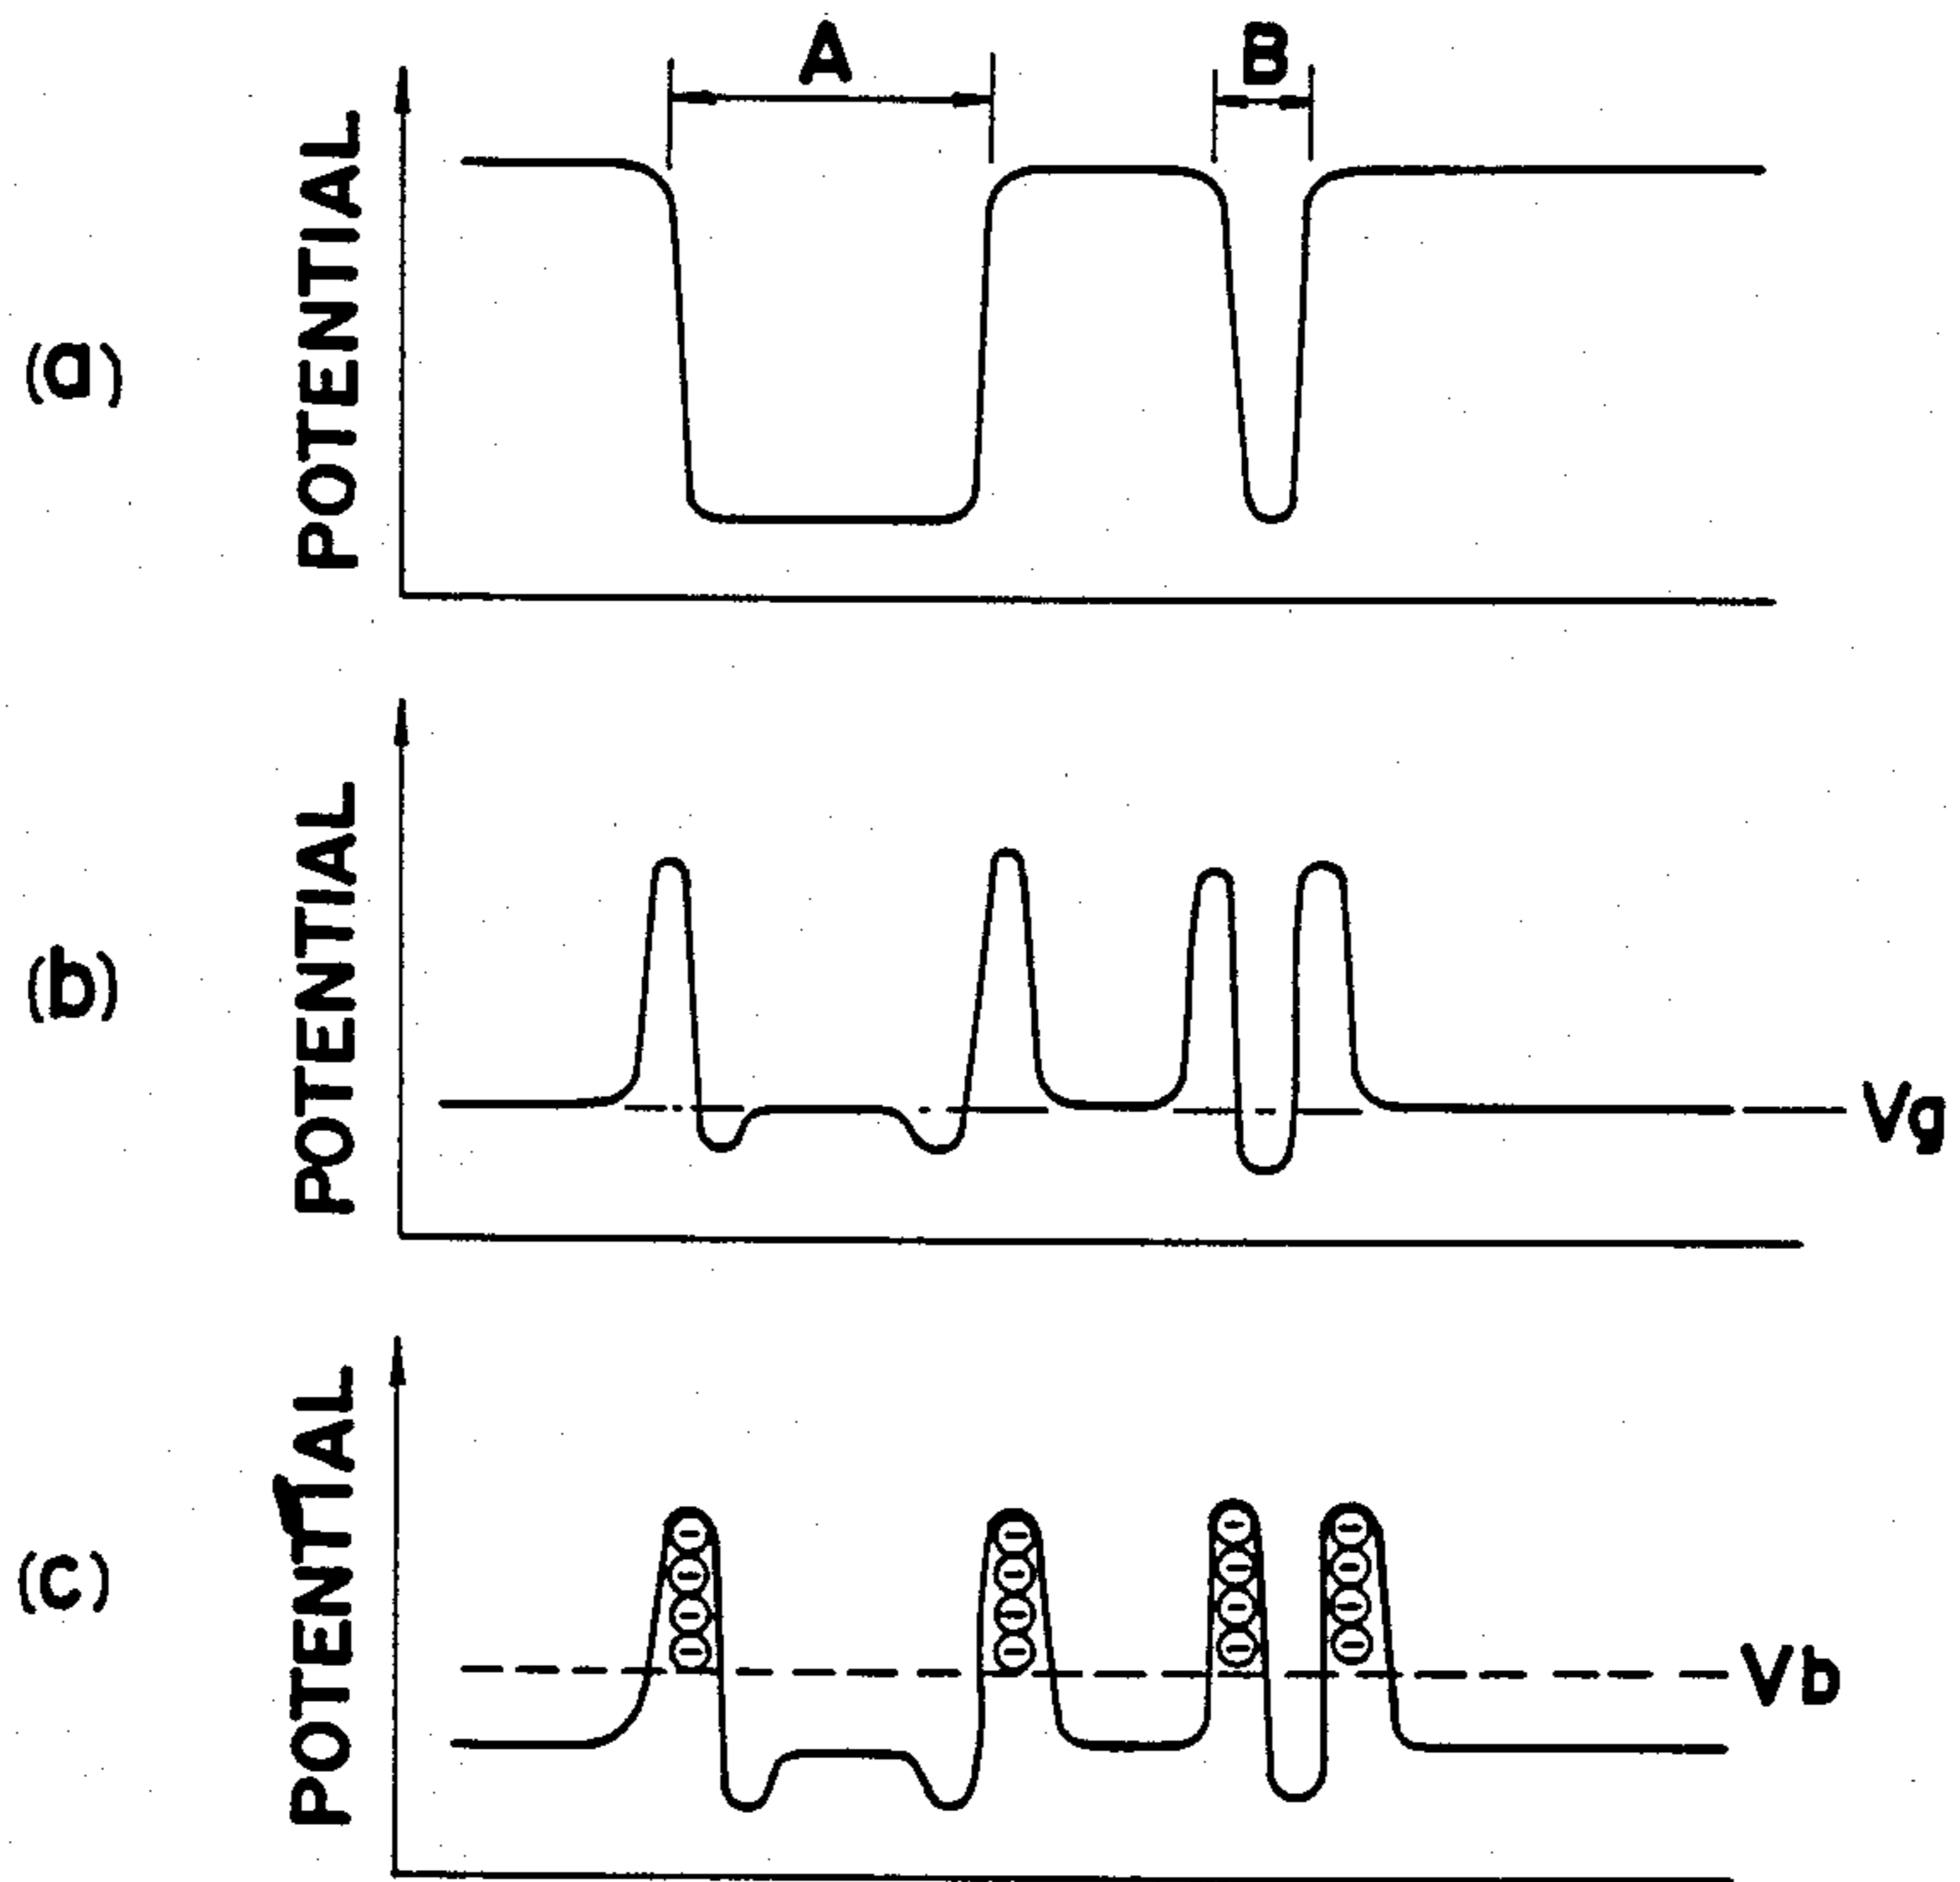 A
B
(a)
POTENTIAL
(b)
POTENTIAL
Vg
(c)
POTENTIAL
Vb